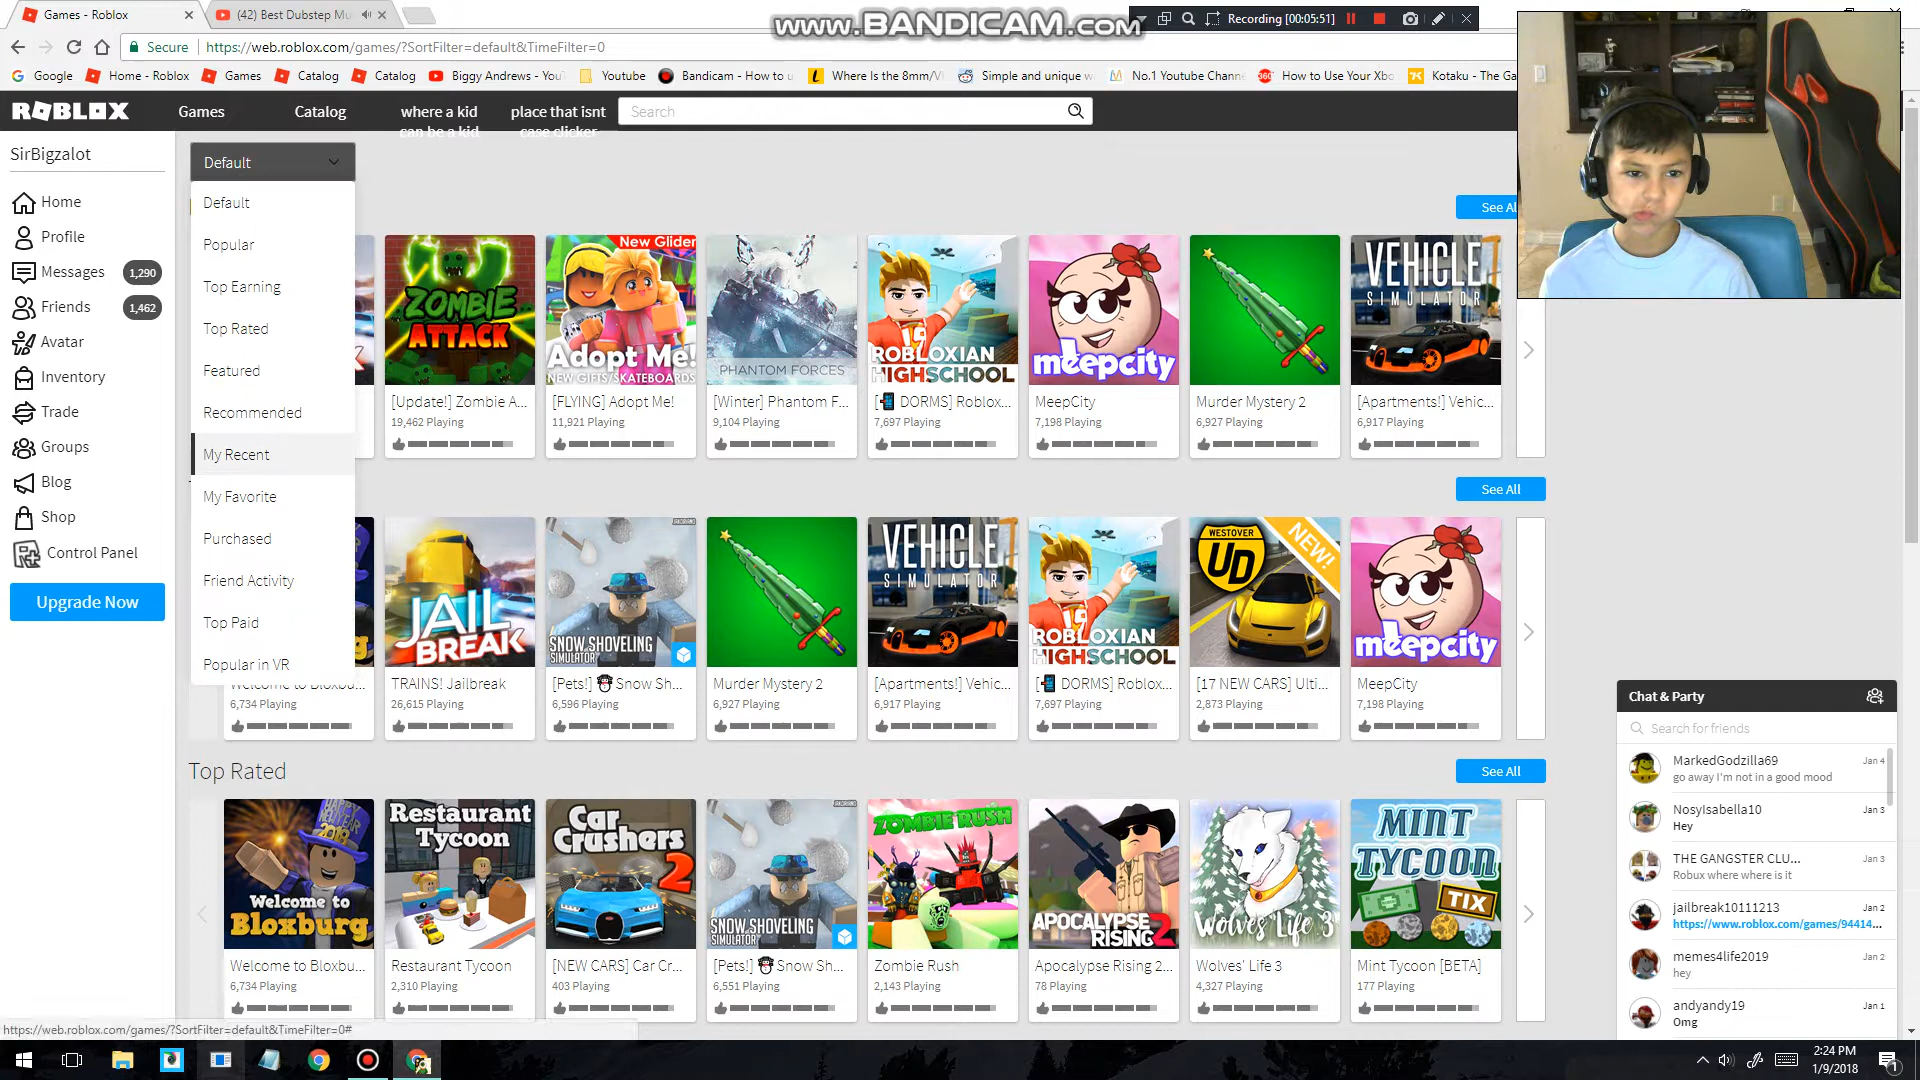 Games - Roblox
(42) Best Dubstep Mu
www.BANDICAM.com
Recording [00:05:51]
Secure
https://web.roblox.com/games/?SortFilter=default&TimeFilter=0
Google
Home - Roblox
Games
Catalog
Catalog
Biggy Andrews - You
Youtube
Bandicam - How to u
Where Is the 8mm/V
Simple and unique w
No.1 Youtube Chann
How to Use Your Xbo
Kotaku - The Ga
ROBLOX
Games
Catalog
where a kid
can be a kid
place that isnt
case clicker
Search
SirBigzalot
Home
Profile
Messages
1,290
Friends
1,462
Avatar
Inventory
Trade
Groups
Blog
Shop
Control Panel
Upgrade Now
Default
Default
Popular
Top Earning
Top Rated
Featured
Recommended
My Recent
My Favorite
Purchased
Friend Activity
Top Paid
Popular in VR
See Al
ZOMBIE
ATTACK
New Glider
Adopt Me!
NEW GIFTS/SKATEBOARDS
PHANTOM FORCES
ROBLOXIAN
HIGHSCHOOL
meepcity
VEHICLE
SIMULATOR
[Update!] Zombie A...
19,462 Playing
[FLYING] Adopt Me!
11,921 Playing
[Winter] Phantom F...
9,104 Playing
[📱 DORMS] Roblox...
7,697 Playing
MeepCity
7,198 Playing
Murder Mystery 2
6,927 Playing
[Apartments!] Vehic...
6,917 Playing
See All
JAIL
BREAK
SNOW SHOVELING
SIMULATOR
VEHICLE
SIMULATOR
ROBLOXIAN
HIGHSCHOOL
WESTOVER
UD
NEW!
meepcity
Welcome to Bloxbu...
6,734 Playing
TRAINS! Jailbreak
26,615 Playing
[Pets!] ⛄ Snow Sh...
6,596 Playing
Murder Mystery 2
6,927 Playing
[Apartments!] Vehic...
6,917 Playing
[📱 DORMS] Roblox...
7,697 Playing
[17 NEW CARS] Ulti...
2,873 Playing
MeepCity
7,198 Playing
Top Rated
See All
HAPPY NEW YEAR
2018
Welcome to
Bloxburg
Restaurant
Tycoon
Car
Crushers
2
SNOW SHOVELING
SIMULATOR
ZOMBIE RUSH
APOCALYPSE
RISING 2
Wolves' Life 3
MINT
TYCOON
TIX
Welcome to Bloxbu...
6,734 Playing
Restaurant Tycoon
2,310 Playing
[NEW CARS] Car Cr...
403 Playing
[Pets!] ⛄ Snow Sh...
6,551 Playing
Zombie Rush
2,143 Playing
Apocalypse Rising 2...
78 Playing
Wolves' Life 3
4,327 Playing
Mint Tycoon [BETA]
177 Playing
Chat & Party
Search for friends
MarkedGodzilla69
Jan 4
go away I'm not in a good mood
NosyIsabella10
Jan 3
Hey
THE GANGSTER CLU...
Jan 3
Robux where where is it
jailbreak10111213
Jan 2
https://www.roblox.com/games/94414...
memes4life2019
Jan 2
hey
andyandy19
Jan 1
Omg
https://web.roblox.com/games/?SortFilter=default&TimeFilter=0#
2:24 PM
1/9/2018
1